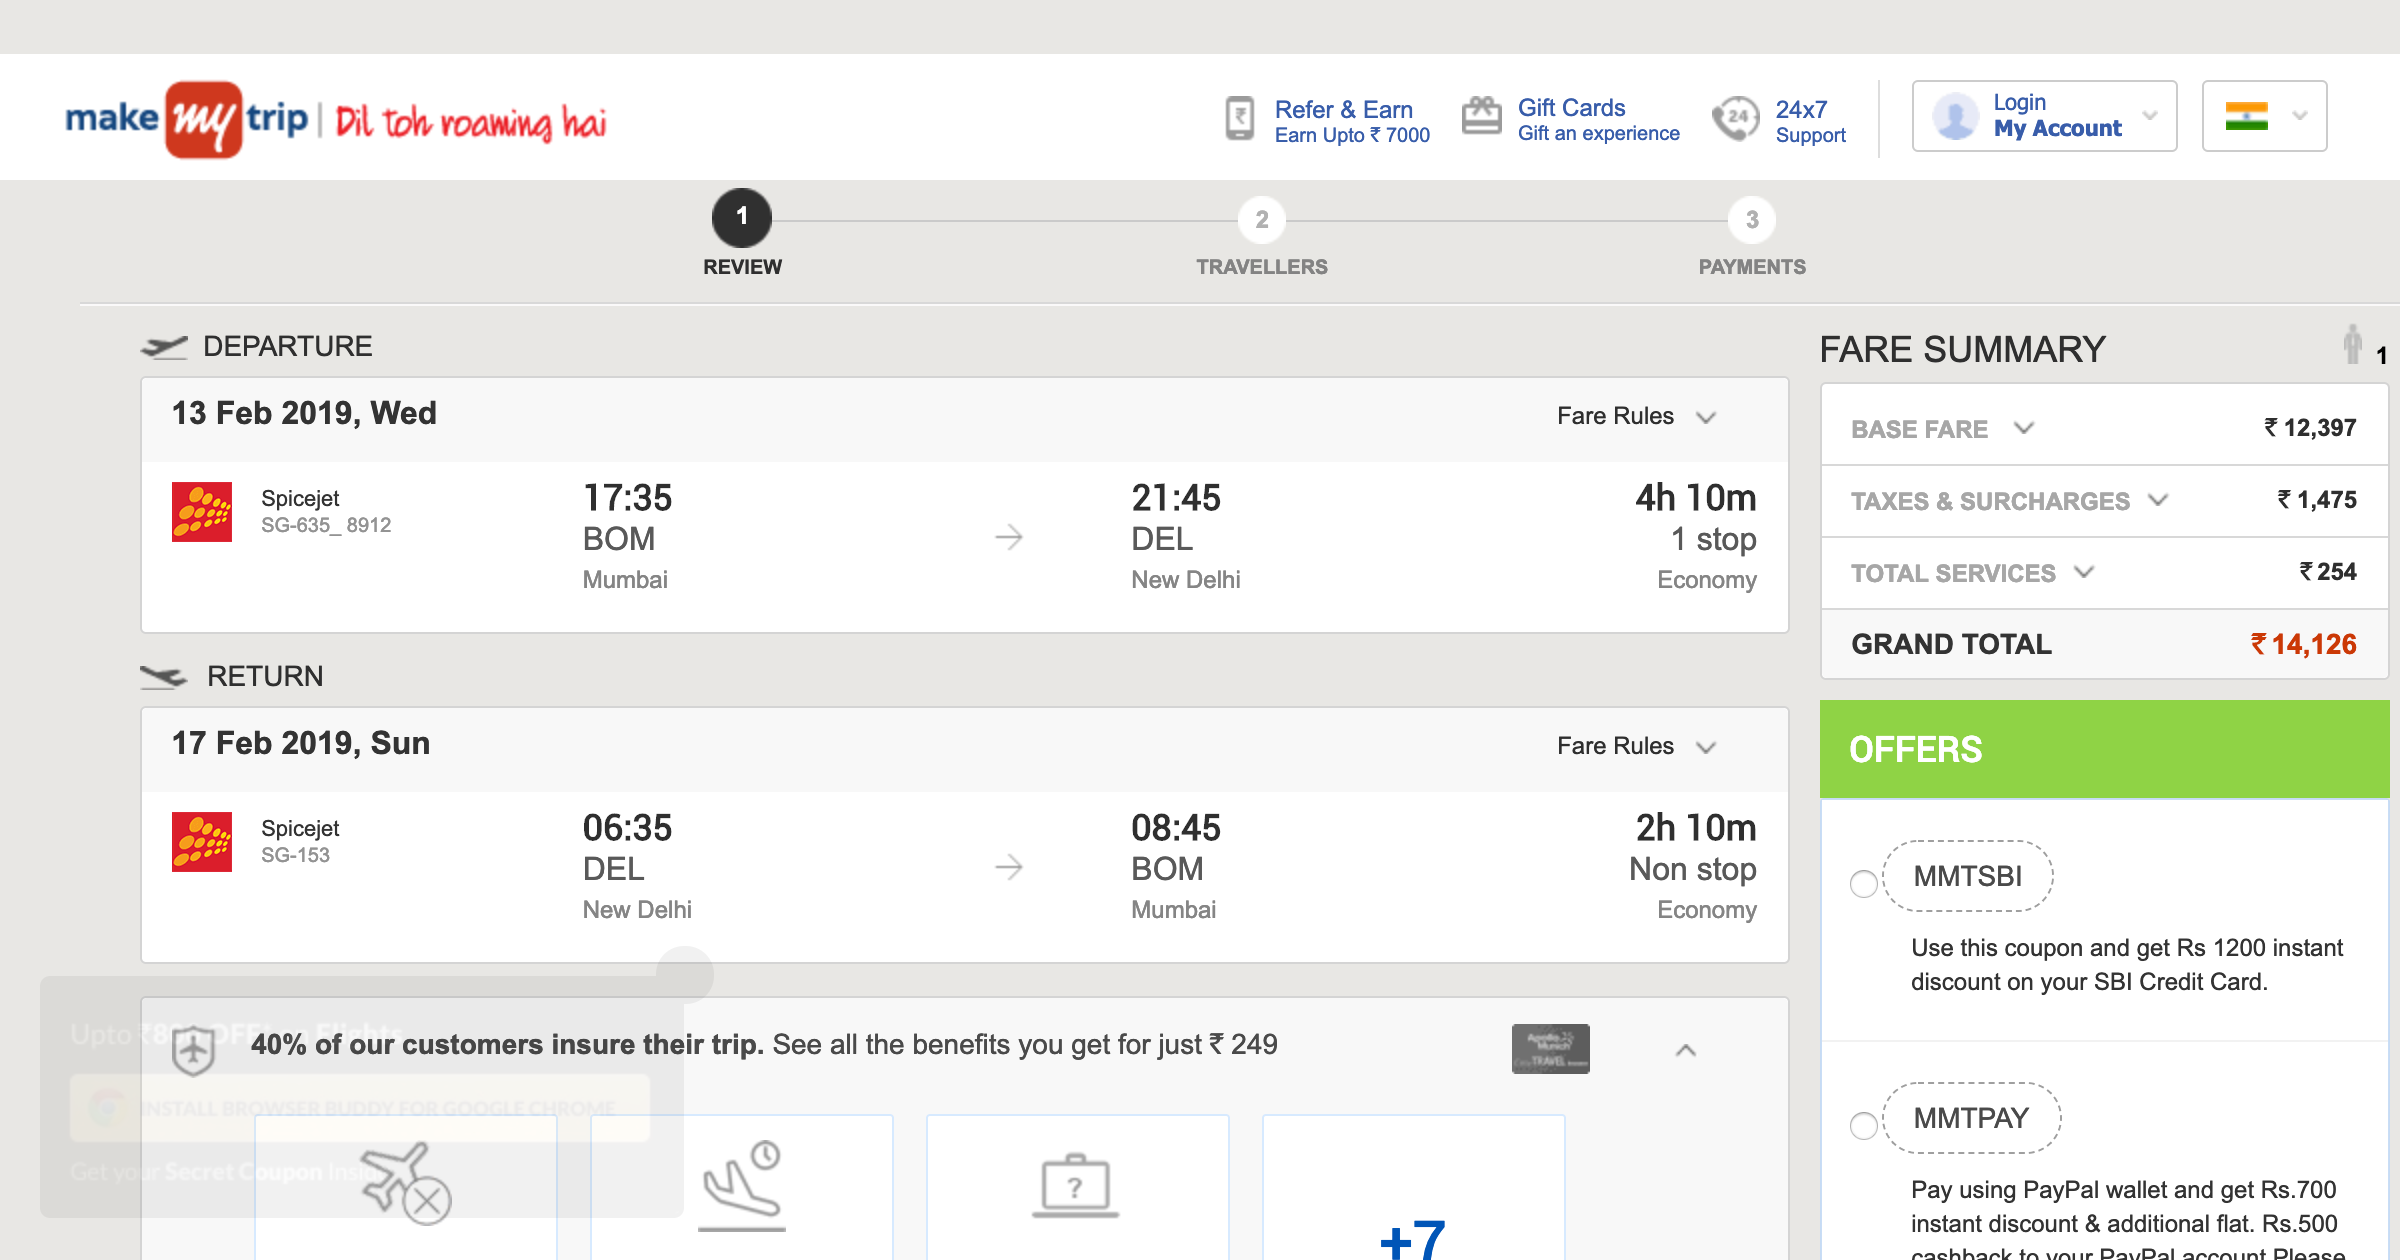 make my trip | Dil toh roaming hai
Refer & Earn
Earn Upto ₹ 7000
Gift Cards
Gift an experience
24
24x7
Support
Login
My Account
1
REVIEW
2
TRAVELLERS
3
PAYMENTS
DEPARTURE
13 Feb 2019, Wed
Fare Rules
Spicejet
SG-635_ 8912
17:35
BOM
Mumbai
21:45
DEL
New Delhi
4h 10m
1 stop
Economy
RETURN
17 Feb 2019, Sun
Fare Rules
Spicejet
SG-153
06:35
DEL
New Delhi
08:45
BOM
Mumbai
2h 10m
Non stop
Economy
40% of our customers insure their trip. See all the benefits you get for just ₹ 249
Apollo
Munich
TRAVEL
Upto OFF* on Flights
INSTALL BROWSER BUDDY FOR GOOGLE CHROME
Get your Secret Coupon
?
+7
FARE SUMMARY
1
BASE FARE
₹ 12,397
TAXES & SURCHARGES
₹ 1,475
TOTAL SERVICES
₹ 254
GRAND TOTAL
₹ 14,126
OFFERS
MMTSBI
Use this coupon and get Rs 1200 instant
discount on your SBI Credit Card.
MMTPAY
Pay using PayPal wallet and get Rs.700
instant discount & additional flat. Rs.500
cashback to your PayPal account.Please